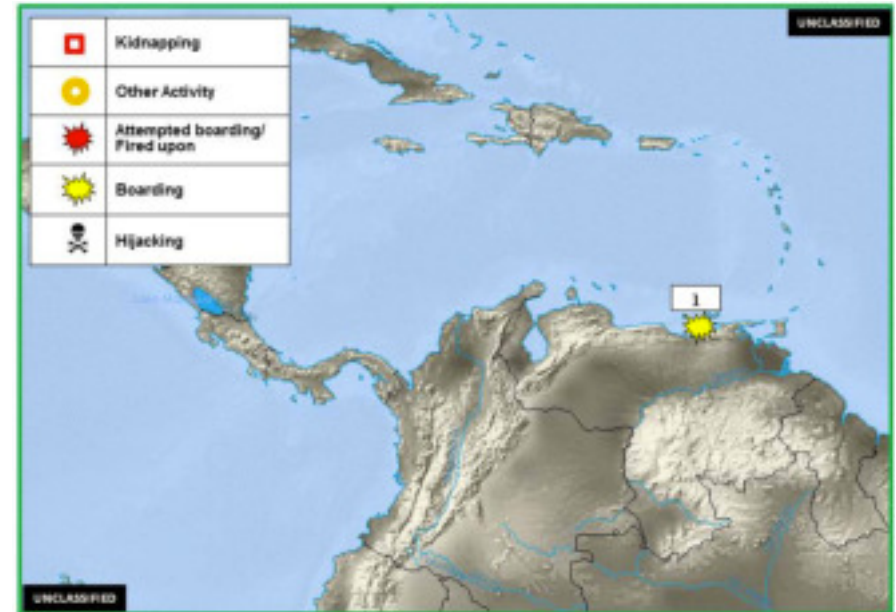 UNCLASSIFIED
Kidnapping
Other Activity
Attempted boarding/
Fired upon
Boarding
Hijacking
1
UNCLASSIFIED